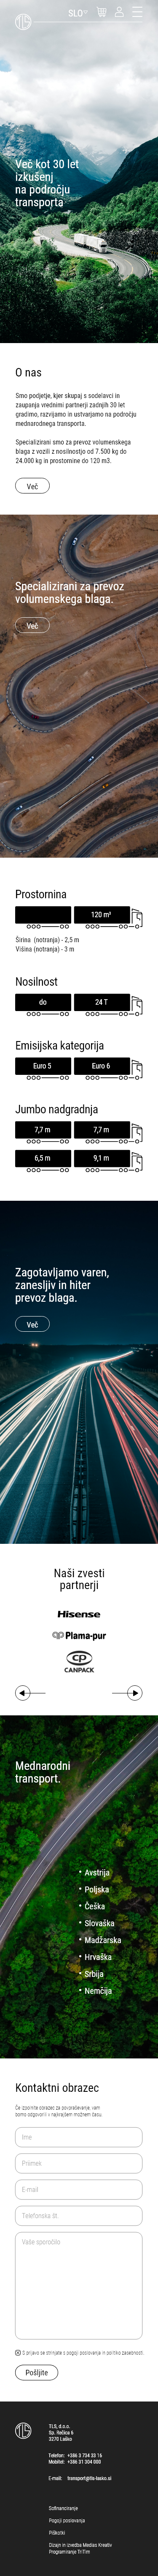 SLO
TLS
Več kot 30 let
izkušenj
na področju
transporta
O nas
Smo podjetje, kjer skupaj s sodelavci in
zaupanja vrednimi partnerji zadnjih 30 let
gradimo, razvijamo in ustvarjamo na področju
mednarodnega transporta.
Specializirani smo za prevoz volumenskega
blaga z vozili z nosilnostjo od 7.500 kg do
24.000 kg in prostornine do 120 m3.
Več
Specializirani za prevoz
volumenskega blaga.
Več
Prostornina
120 m³
Širina (notranja) - 2,5 m
Višina (notranja) - 3 m
Nosilnost
do 24 T
Emisijska kategorija
Euro 5 Euro 6
Jumbo nadgradnja
7,7 m 7,7 m
6,5 m 9,1 m
Zagotavljamo varen,
zanesljiv in hiter
prevoz blaga.
Več
Naši zvesti
partnerji
Hisense
Plama-pur
CP
CANPACK
Mednarodni
transport.
• Avstrija
• Poljska
• Češka
• Slovaška
• Madžarska
• Hrvaška
• Srbija
• Nemčija
Kontaktni obrazec
Če izpolnite obrazec za povpraševanje, vam
bomo odgovorili v najkrajšem možnem času.
Ime
Priimek
E-mail
Telefonska št.
Vaše sporočilo
S prijavo se strinjate s pogoji poslovanja in politiko zasebnosti.
Pošljite
TLS
TLS, d.o.o.
Sp. Rečica 6
3270 Laško
Telefon: +386 3 734 33 16
Mobitel: +386 31 304 000
E-mail: transport@tls-lasko.si
Sofinanciranje
Pogoji poslovanja
Piškotki
Dizajn in izvedba Medias Kreativ
Programiranje TriTim